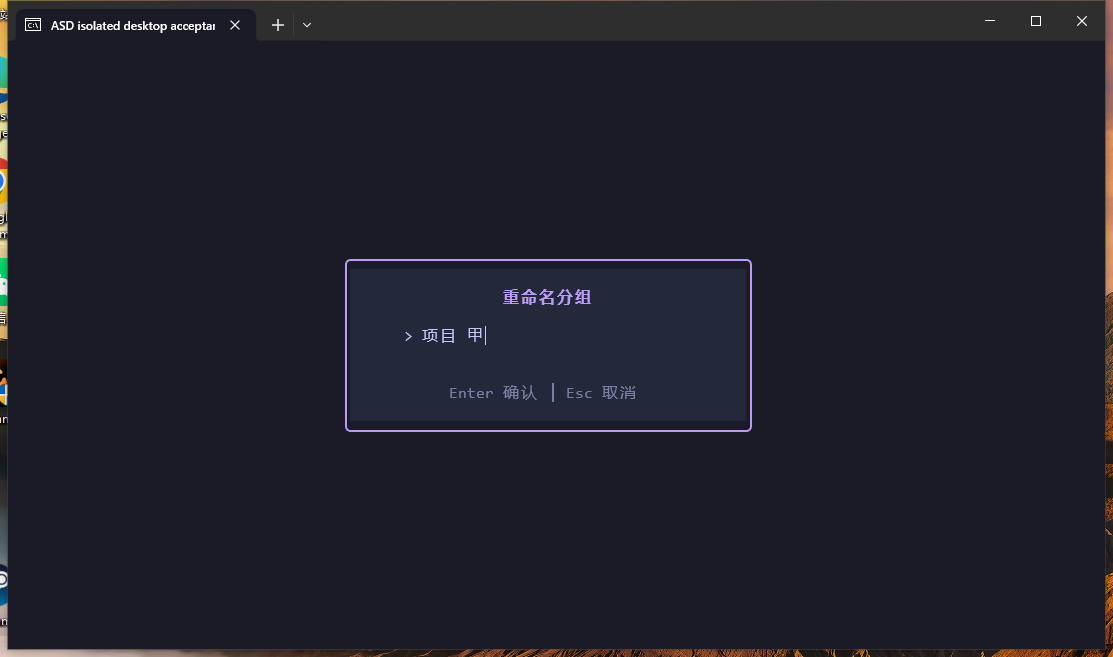 ASD isolated desktop acceptar
重命名分组
> 项目 甲
Enter 确认 | Esc 取消